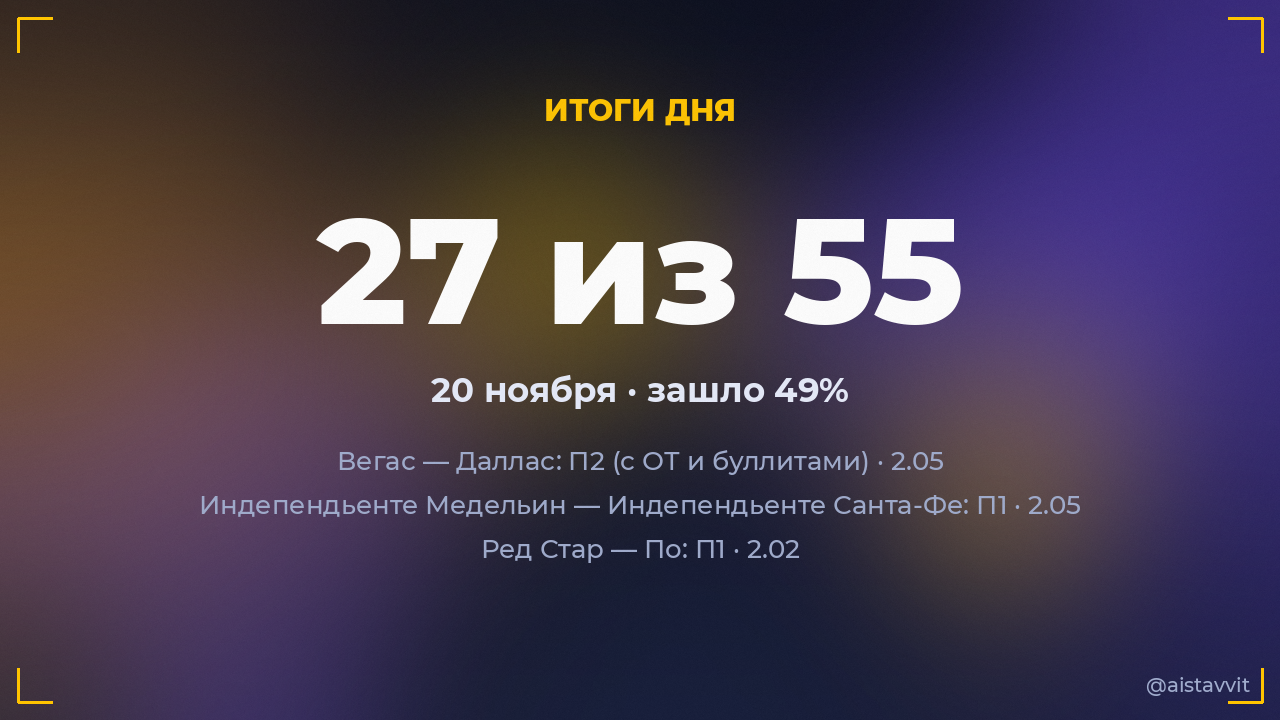 ИТОГИ ДНЯ
27 из 55
20 ноября · зашло 49%
Вегас — Даллас: П2 (с ОТ и буллитами) · 2.05
Индепендьенте Медельин — Индепендьенте Санта-Фе: П1 · 2.05
Ред Стар — По: П1 · 2.02
@aistavvit